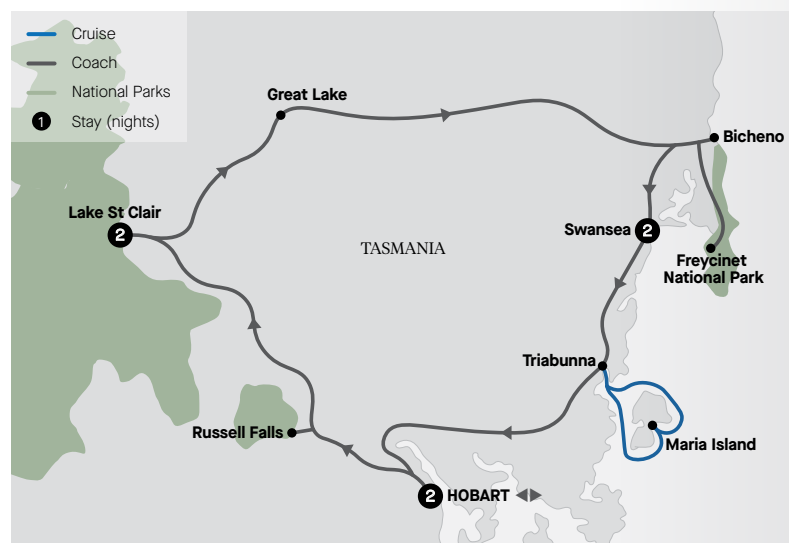 Cruise
Coach
National Parks
1 Stay (nights)
Great Lake
Bicheno
Lake St Clair
2
Swansea 2
TASMANIA
Freycinet
National Park
Triabunna
Russell Falls
Maria Island
2 HOBART